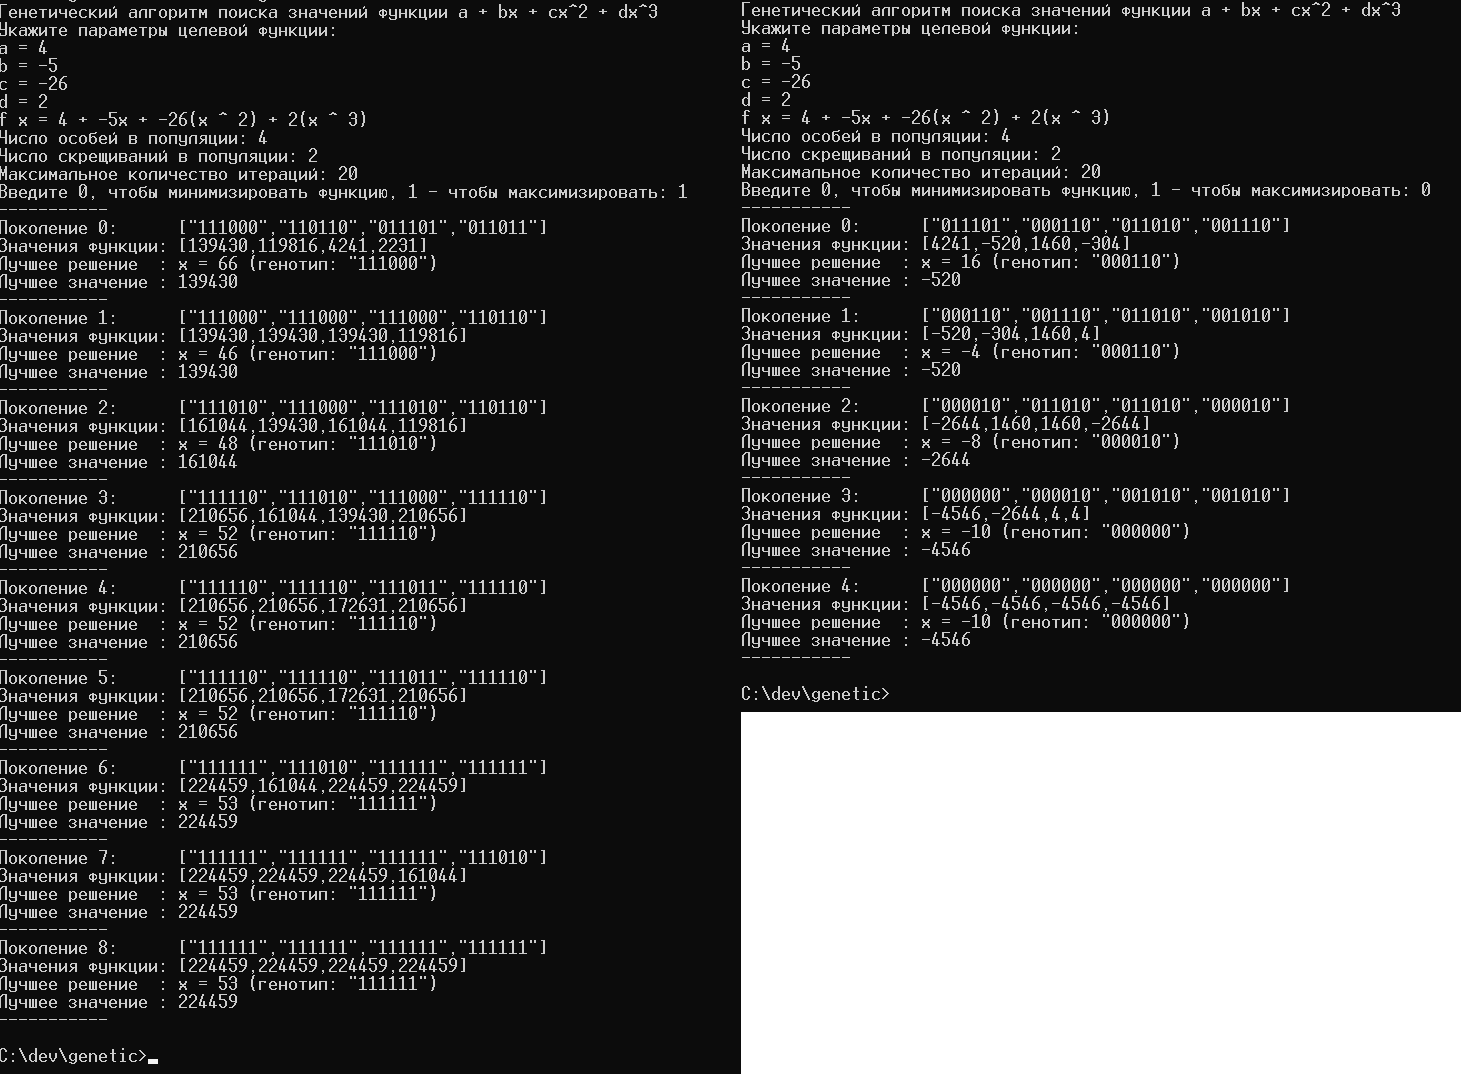 Генетический алгоритм поиска значений функции a + bx + cx^2 + dx^3
Укажите параметры целевой функции:
a = 4
b = -5
c = -26
d = 2
f x = 4 + -5x + -26(x ^ 2) + 2(x ^ 3)
Число особей в популяции: 4
Число скрещиваний в популяции: 2
Максимальное количество итераций: 20
Введите 0, чтобы минимизировать функцию, 1 - чтобы максимизировать: 1
-----------
Поколение 0:      ["111000","110110","011101","011011"]
Значения функции: [139430,119816,4241,2231]
Лучшее решение  : x = 66 (генотип: "111000")
Лучшее значение : 139430
-----------
Поколение 1:      ["111000","111000","111000","110110"]
Значения функции: [139430,139430,139430,119816]
Лучшее решение  : x = 46 (генотип: "111000")
Лучшее значение : 139430
-----------
Поколение 2:      ["111010","111000","111010","110110"]
Значения функции: [161044,139430,161044,119816]
Лучшее решение  : x = 48 (генотип: "111010")
Лучшее значение : 161044
-----------
Поколение 3:      ["111110","111010","111000","111110"]
Значения функции: [210656,161044,139430,210656]
Лучшее решение  : x = 52 (генотип: "111110")
Лучшее значение : 210656
-----------
Поколение 4:      ["111110","111110","111011","111110"]
Значения функции: [210656,210656,172631,210656]
Лучшее решение  : x = 52 (генотип: "111110")
Лучшее значение : 210656
-----------
Поколение 5:      ["111110","111110","111011","111110"]
Значения функции: [210656,210656,172631,210656]
Лучшее решение  : x = 52 (генотип: "111110")
Лучшее значение : 210656
-----------
Поколение 6:      ["111111","111010","111111","111111"]
Значения функции: [224459,161044,224459,224459]
Лучшее решение  : x = 53 (генотип: "111111")
Лучшее значение : 224459
-----------
Поколение 7:      ["111111","111111","111111","111010"]
Значения функции: [224459,224459,224459,161044]
Лучшее решение  : x = 53 (генотип: "111111")
Лучшее значение : 224459
-----------
Поколение 8:      ["111111","111111","111111","111111"]
Значения функции: [224459,224459,224459,224459]
Лучшее решение  : x = 53 (генотип: "111111")
Лучшее значение : 224459
-----------
C:\dev\genetic>
Генетический алгоритм поиска значений функции a + bx + cx^2 + dx^3
Укажите параметры целевой функции:
a = 4
b = -5
c = -26
d = 2
f x = 4 + -5x + -26(x ^ 2) + 2(x ^ 3)
Число особей в популяции: 4
Число скрещиваний в популяции: 2
Максимальное количество итераций: 20
Введите 0, чтобы минимизировать функцию, 1 - чтобы максимизировать: 0
-----------
Поколение 0:      ["011101","000110","011010","001110"]
Значения функции: [4241,-520,1460,-304]
Лучшее решение  : x = 16 (генотип: "000110")
Лучшее значение : -520
-----------
Поколение 1:      ["000110","001110","011010","001010"]
Значения функции: [-520,-304,1460,4]
Лучшее решение  : x = -4 (генотип: "000110")
Лучшее значение : -520
-----------
Поколение 2:      ["000010","011010","011010","000010"]
Значения функции: [-2644,1460,1460,-2644]
Лучшее решение  : x = -8 (генотип: "000010")
Лучшее значение : -2644
-----------
Поколение 3:      ["000000","000010","001010","001010"]
Значения функции: [-4546,-2644,4,4]
Лучшее решение  : x = -10 (генотип: "000000")
Лучшее значение : -4546
-----------
Поколение 4:      ["000000","000000","000000","000000"]
Значения функции: [-4546,-4546,-4546,-4546]
Лучшее решение  : x = -10 (генотип: "000000")
Лучшее значение : -4546
-----------
C:\dev\genetic>